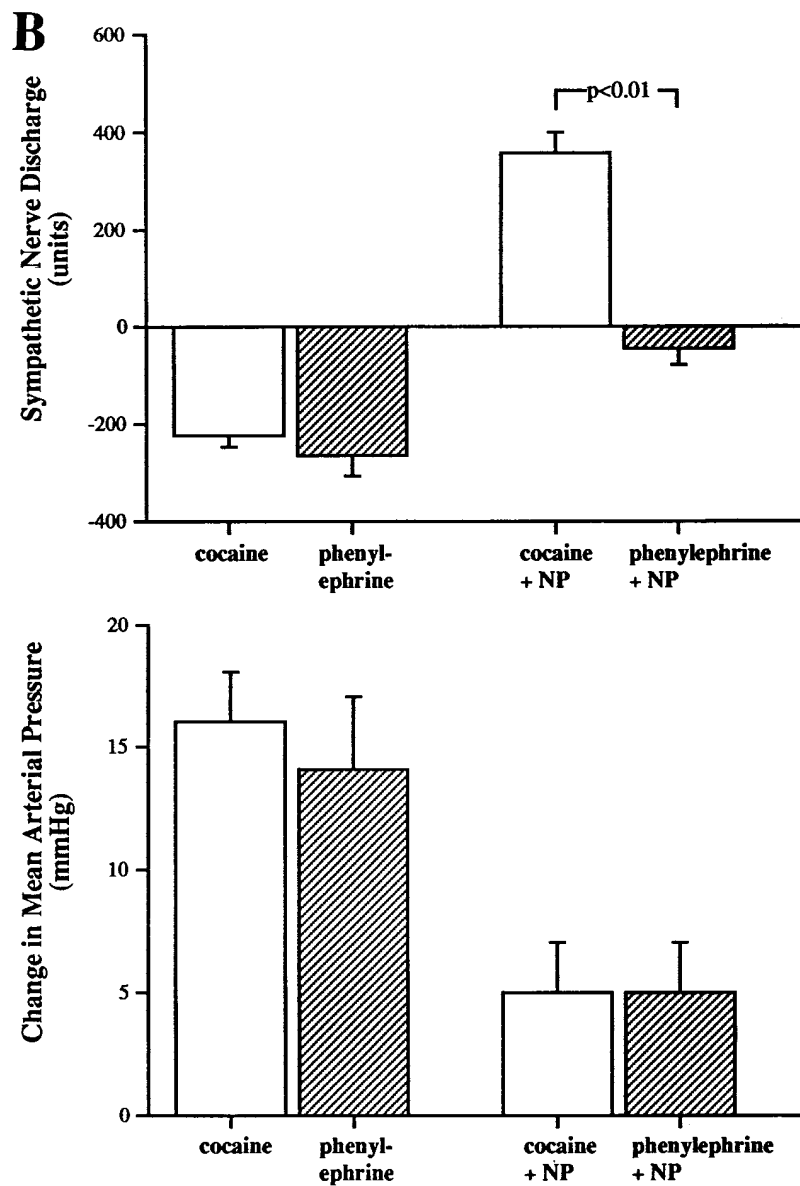 B
Sympathetic Nerve Discharge
(units)
600
400
200
0
-200
-400
p<0.01
cocaine
phenyl-
ephrine
cocaine
+ NP
phenylephrine
+ NP
Change in Mean Arterial Pressure
(mmHg)
20
15
10
5
0
cocaine
phenyl-
ephrine
cocaine
+ NP
phenylephrine
+ NP